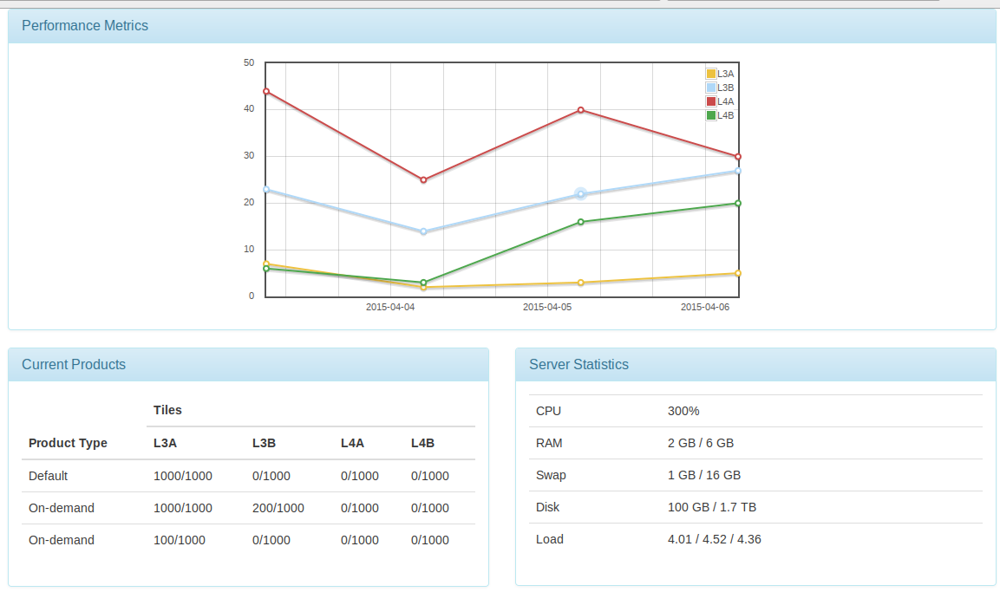 Performance Metrics
50
40
30
20
10
0
L3A
L3B
L4A
L4B
2015-04-04 2015-04-05 2015-04-06
Current Products
Tiles
Product Type L3A L3B L4A L4B
Default 1000/1000 0/1000 0/1000 0/1000
On-demand 1000/1000 200/1000 0/1000 0/1000
On-demand 100/1000 0/1000 0/1000 0/1000
Server Statistics
CPU 300%
RAM 2 GB / 6 GB
Swap 1 GB / 16 GB
Disk 100 GB / 1.7 TB
Load 4.01 / 4.52 / 4.36